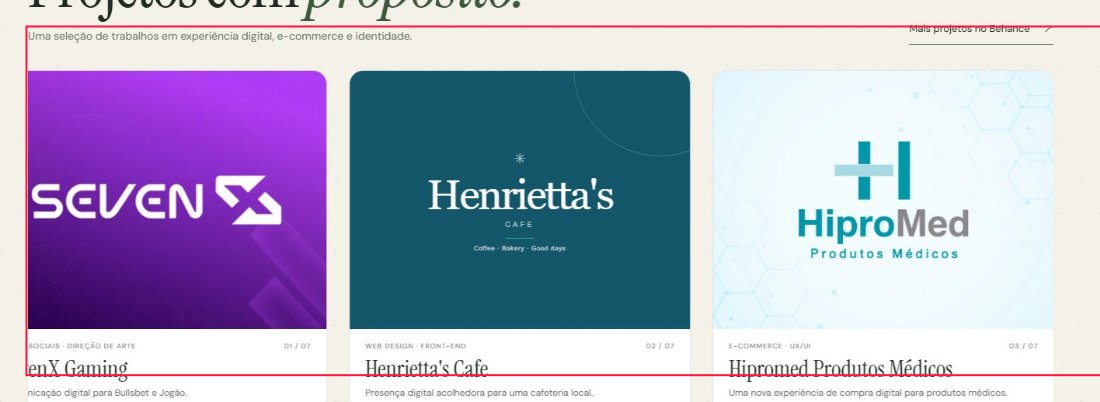 Projetos com propósito.
Uma seleção de trabalhos em experiência digital, e-commerce e identidade.
Mais projetos no Behance ↗
SEVEN X
Henrietta's
CAFE
Coffee · Bakery · Good days
H
HiproMed
Produtos Médicos
SOCIAIS · DIREÇÃO DE ARTE
01 / 07
enX Gaming
nicação digital para Bullsbet e Jogão.
WEB DESIGN · FRONT-END
02 / 07
Henrietta's Cafe
Presença digital acolhedora para uma cafeteria local.
E-COMMERCE · UX/UI
03 / 07
Hipromed Produtos Médicos
Uma nova experiência de compra digital para produtos médicos.